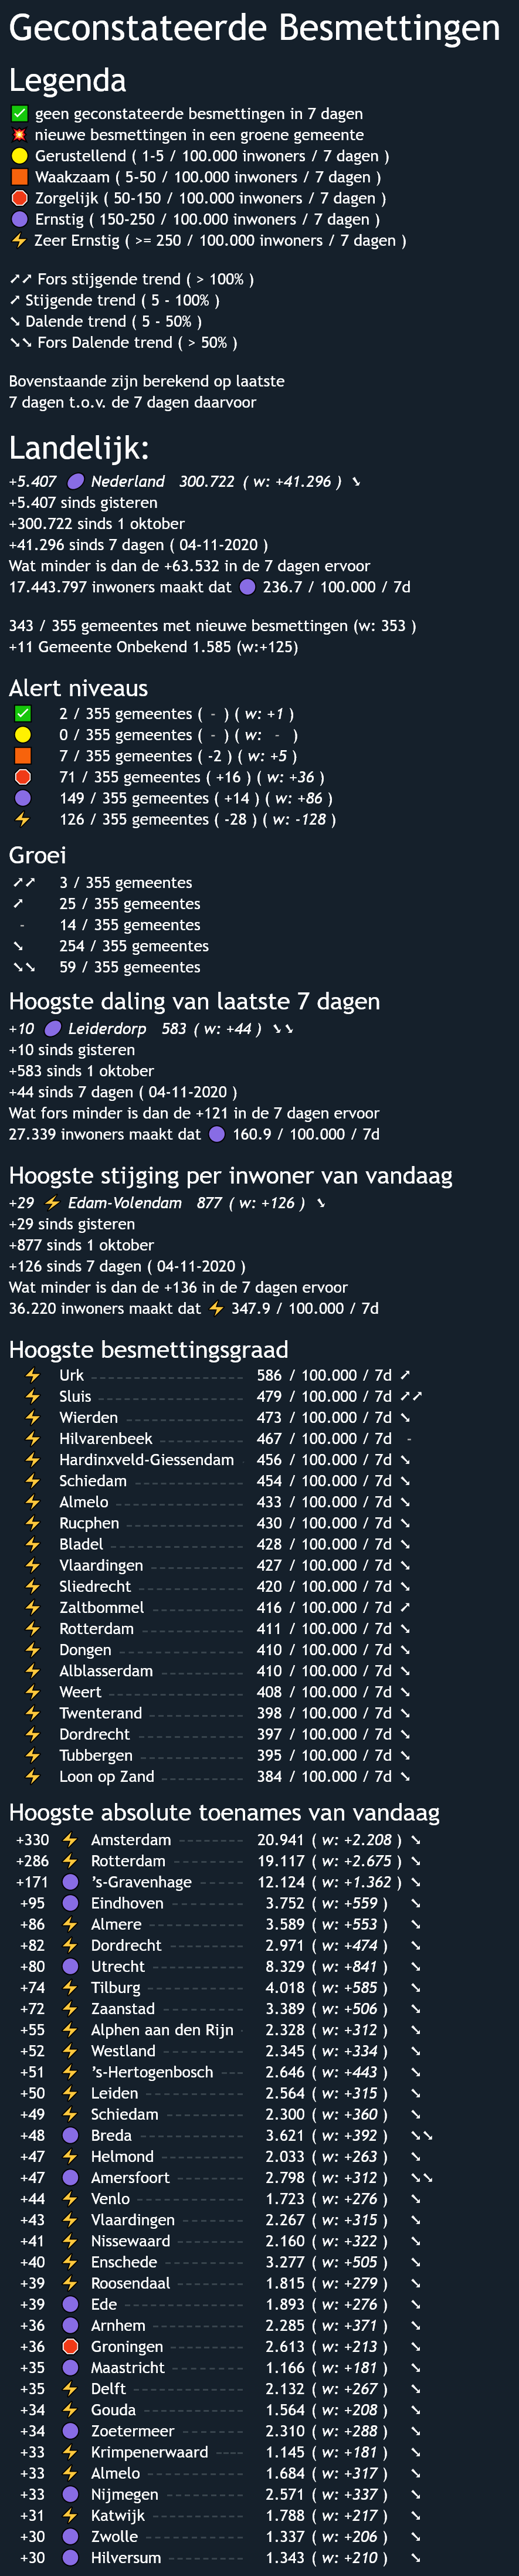 Geconstateerde Besmettingen
Legenda
geen geconstateerde besmettingen in 7 dagen
nieuwe besmettingen in een groene gemeente
Gerustellend ( 1-5 / 100.000 inwoners / 7 dagen )
Waakzaam ( 5-50 / 100.000 inwoners / 7 dagen )
Zorgelijk ( 50-150 / 100.000 inwoners / 7 dagen )
Ernstig ( 150-250 / 100.000 inwoners / 7 dagen )
Zeer Ernstig ( >= 250 / 100.000 inwoners / 7 dagen )
↗↗ Fors stijgende trend ( > 100% )
↗ Stijgende trend ( 5 - 100% )
↘ Dalende trend ( 5 - 50% )
↘↘ Fors Dalende trend ( > 50% )
Bovenstaande zijn berekend op laatste
7 dagen t.o.v. de 7 dagen daarvoor
Landelijk:
+5.407 Nederland 300.722 ( w: +41.296 ) ↘
+5.407 sinds gisteren
+300.722 sinds 1 oktober
+41.296 sinds 7 dagen ( 04-11-2020 )
Wat minder is dan de +63.532 in de 7 dagen ervoor
17.443.797 inwoners maakt dat 236.7 / 100.000 / 7d
343 / 355 gemeentes met nieuwe besmettingen (w: 353 )
+11 Gemeente Onbekend 1.585 (w:+125)
Alert niveaus
2 / 355 gemeentes ( - ) ( w: +1 )
0 / 355 gemeentes ( - ) ( w: - )
7 / 355 gemeentes ( -2 ) ( w: +5 )
71 / 355 gemeentes ( +16 ) ( w: +36 )
149 / 355 gemeentes ( +14 ) ( w: +86 )
126 / 355 gemeentes ( -28 ) ( w: -128 )
Groei
↗↗ 3 / 355 gemeentes
↗ 25 / 355 gemeentes
- 14 / 355 gemeentes
↘ 254 / 355 gemeentes
↘↘ 59 / 355 gemeentes
Hoogste daling van laatste 7 dagen
+10 Leiderdorp 583 ( w: +44 ) ↘↘
+10 sinds gisteren
+583 sinds 1 oktober
+44 sinds 7 dagen ( 04-11-2020 )
Wat fors minder is dan de +121 in de 7 dagen ervoor
27.339 inwoners maakt dat 160.9 / 100.000 / 7d
Hoogste stijging per inwoner van vandaag
+29 Edam-Volendam 877 ( w: +126 ) ↘
+29 sinds gisteren
+877 sinds 1 oktober
+126 sinds 7 dagen ( 04-11-2020 )
Wat minder is dan de +136 in de 7 dagen ervoor
36.220 inwoners maakt dat 347.9 / 100.000 / 7d
Hoogste besmettingsgraad
Urk 586 / 100.000 / 7d ↗
Sluis 479 / 100.000 / 7d ↗↗
Wierden 473 / 100.000 / 7d ↘
Hilvarenbeek 467 / 100.000 / 7d -
Hardinxveld-Giessendam 456 / 100.000 / 7d ↘
Schiedam 454 / 100.000 / 7d ↘
Almelo 433 / 100.000 / 7d ↘
Rucphen 430 / 100.000 / 7d ↘
Bladel 428 / 100.000 / 7d ↘
Vlaardingen 427 / 100.000 / 7d ↘
Sliedrecht 420 / 100.000 / 7d ↘
Zaltbommel 416 / 100.000 / 7d ↗
Rotterdam 411 / 100.000 / 7d ↘
Dongen 410 / 100.000 / 7d ↘
Alblasserdam 410 / 100.000 / 7d ↘
Weert 408 / 100.000 / 7d ↘
Twenterand 398 / 100.000 / 7d ↘
Dordrecht 397 / 100.000 / 7d ↘
Tubbergen 395 / 100.000 / 7d ↘
Loon op Zand 384 / 100.000 / 7d ↘
Hoogste absolute toenames van vandaag
+330 Amsterdam 20.941 ( w: +2.208 ) ↘
+286 Rotterdam 19.117 ( w: +2.675 ) ↘
+171 's-Gravenhage 12.124 ( w: +1.362 ) ↘
+95 Eindhoven 3.752 ( w: +559 ) ↘
+86 Almere 3.589 ( w: +553 ) ↘
+82 Dordrecht 2.971 ( w: +474 ) ↘
+80 Utrecht 8.329 ( w: +841 ) ↘
+74 Tilburg 4.018 ( w: +585 ) ↘
+72 Zaanstad 3.389 ( w: +506 ) ↘
+55 Alphen aan den Rijn 2.328 ( w: +312 ) ↘
+52 Westland 2.345 ( w: +334 ) ↘
+51 's-Hertogenbosch 2.646 ( w: +443 ) ↘
+50 Leiden 2.564 ( w: +315 ) ↘
+49 Schiedam 2.300 ( w: +360 ) ↘
+48 Breda 3.621 ( w: +392 ) ↘↘
+47 Helmond 2.033 ( w: +263 ) ↘
+47 Amersfoort 2.798 ( w: +312 ) ↘↘
+44 Venlo 1.723 ( w: +276 ) ↘
+43 Vlaardingen 2.267 ( w: +315 ) ↘
+41 Nissewaard 2.160 ( w: +322 ) ↘
+40 Enschede 3.277 ( w: +505 ) ↘
+39 Roosendaal 1.815 ( w: +279 ) ↘
+39 Ede 1.893 ( w: +276 ) ↘
+36 Arnhem 2.285 ( w: +371 ) ↘
+36 Groningen 2.613 ( w: +213 ) ↘
+35 Maastricht 1.166 ( w: +181 ) ↘
+35 Delft 2.132 ( w: +267 ) ↘
+34 Gouda 1.564 ( w: +208 ) ↘
+34 Zoetermeer 2.310 ( w: +288 ) ↘
+33 Krimpenerwaard 1.145 ( w: +181 ) ↘
+33 Almelo 1.684 ( w: +317 ) ↘
+33 Nijmegen 2.571 ( w: +337 ) ↘
+31 Katwijk 1.788 ( w: +217 ) ↘
+30 Zwolle 1.337 ( w: +206 ) ↘
+30 Hilversum 1.343 ( w: +210 ) ↘